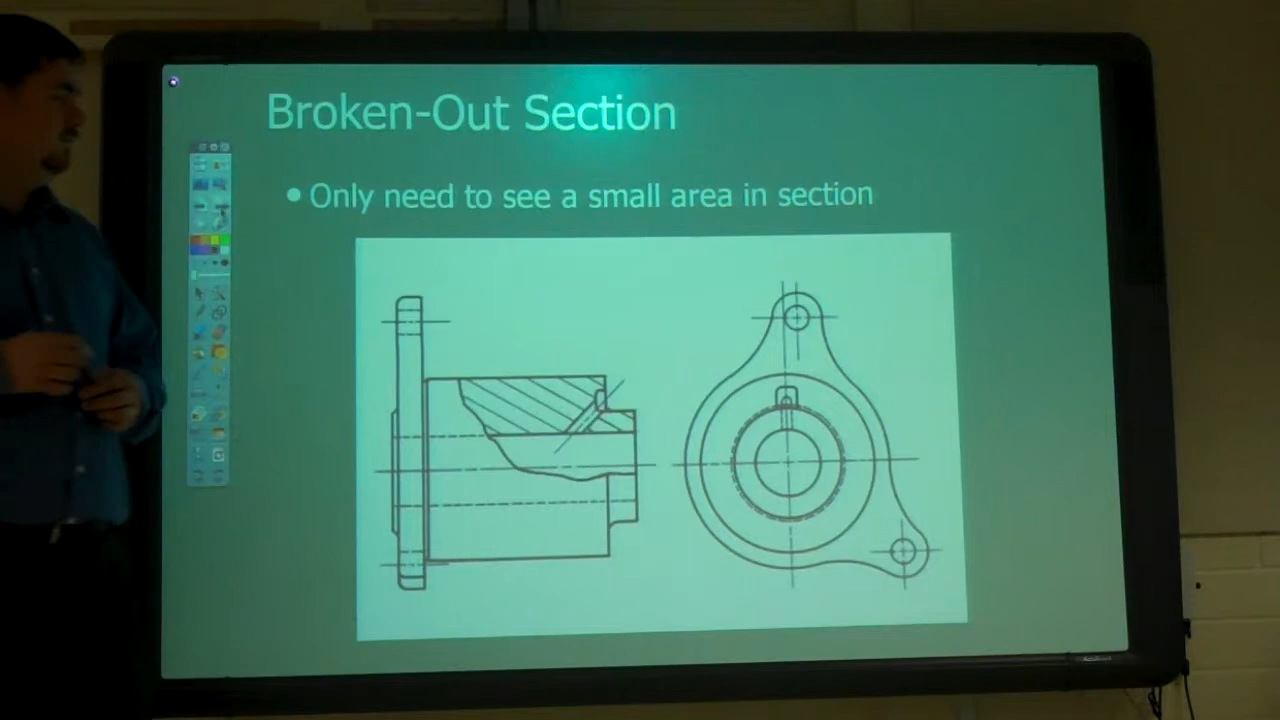 Broken-Out Section
• Only need to see a small area in section